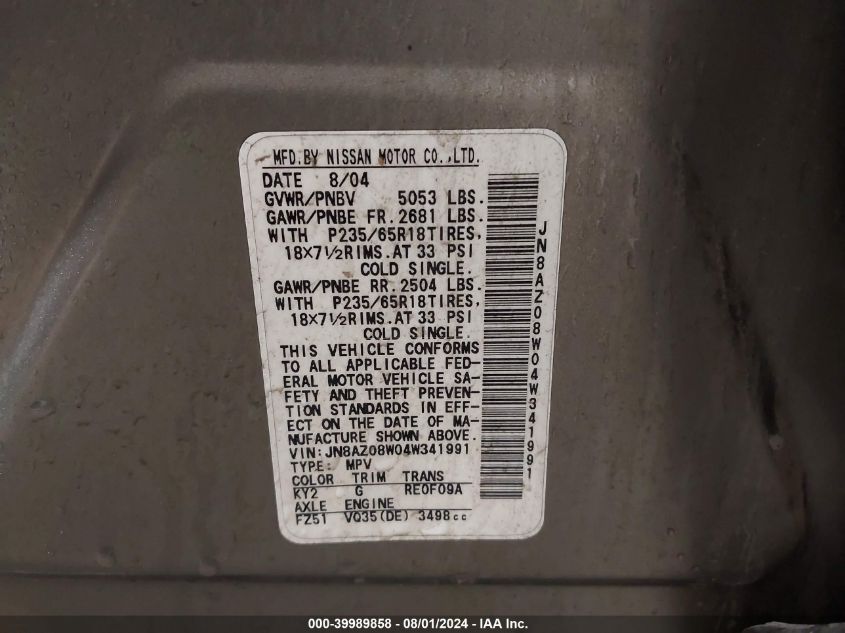 MFD.BY NISSAN MOTOR CO.,LTD.
DATE 8/04
GVWR/PNBV 5053 LBS.
GAWR/PNBE FR. 2681 LBS.
WITH P235/65R18TIRES,
18×7½RIMS.AT 33 PSI
COLD SINGLE.
GAWR/PNBE RR. 2504 LBS.
WITH P235/65R18TIRES,
18×7½RIMS.AT 33 PSI
COLD SINGLE.
THIS VEHICLE CONFORMS
TO ALL APPLICABLE FED-
ERAL MOTOR VEHICLE SA-
FETY AND THEFT PREVEN-
TION STANDARDS IN EFF-
ECT ON THE DATE OF MA-
NUFACTURE SHOWN ABOVE.
VIN:JN8AZ08W04W341991
TYPE: MPV
COLOR TRIM TRANS
KY2 G RE0F09A
AXLE ENGINE
FZ51 VQ35(DE) 3498cc
JN8AZ08W04W341991
000-39989858 - 08/01/2024 - IAA Inc.